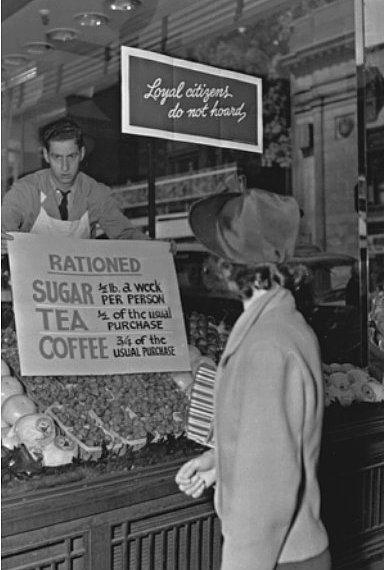 Loyal citizens
do not hoard
RATIONED
SUGAR ½ lb. a week
PER PERSON
TEA ½ of the usual
PURCHASE
COFFEE 3/4 of the
USUAL PURCHASE